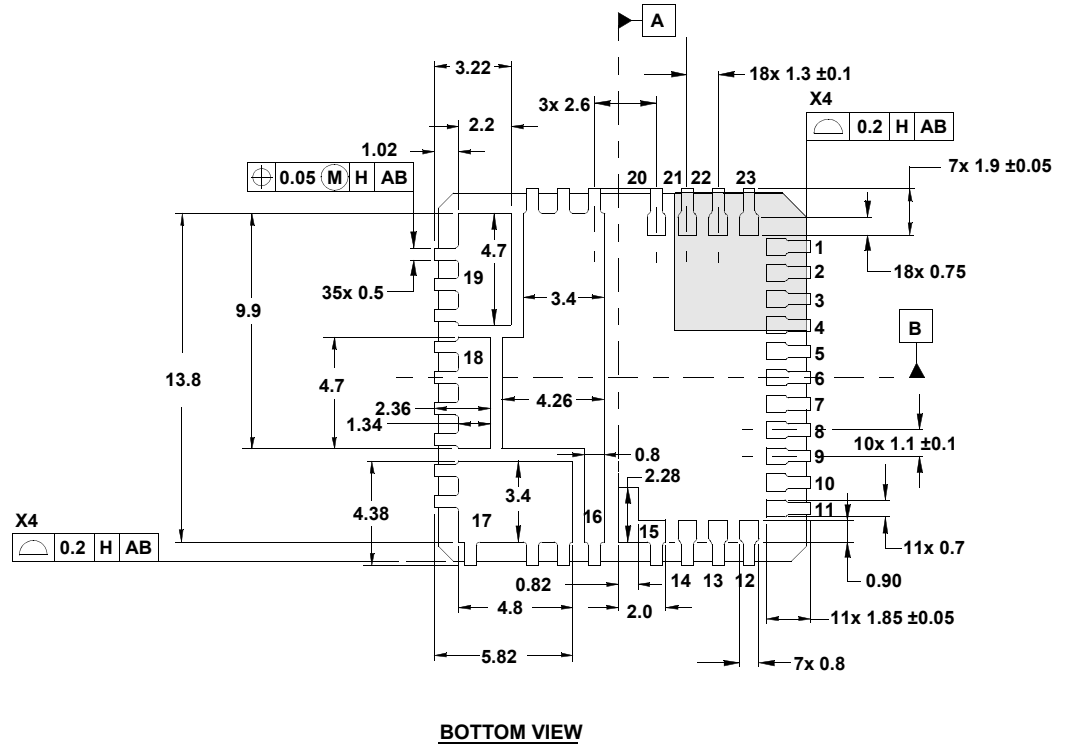 A
3.22
18x 1.3 ±0.1
X4
3x 2.6
0.2 H AB
2.2
1.02
7x 1.9 ±0.05
0.05 M H AB
20 21 22 23
4.7
1
19
2
18x 0.75
35x 0.5
3.4
3
9.9
4
B
5
18
13.8
4.7
6
2.36
4.26
7
1.34
8
10x 1.1 ±0.1
0.8
9
2.28
10
3.4
4.38
11
X4
17
16
15
0.2 H AB
11x 0.7
0.82
14 13 12
0.90
4.8
2.0
11x 1.85 ±0.05
5.82
7x 0.8
BOTTOM VIEW